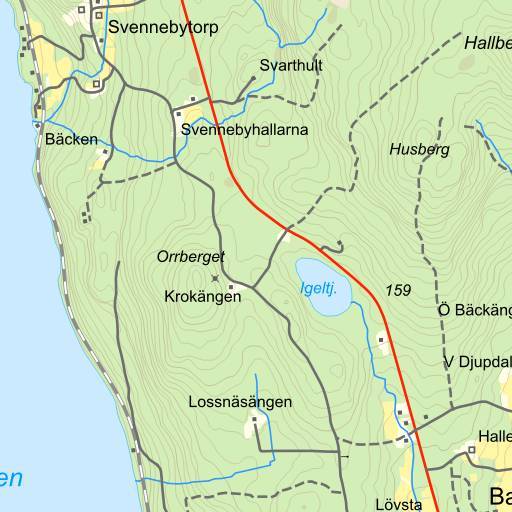 Svennebytorp
Hallbe
Svarthult
Svennebyhallarna
Bäcken
Husberg
Orrberget
Igeltj.
159
Krokängen
Ö Bäckäng
V Djupdal
Lossnäsängen
Halle
en
Ba
Lövsta